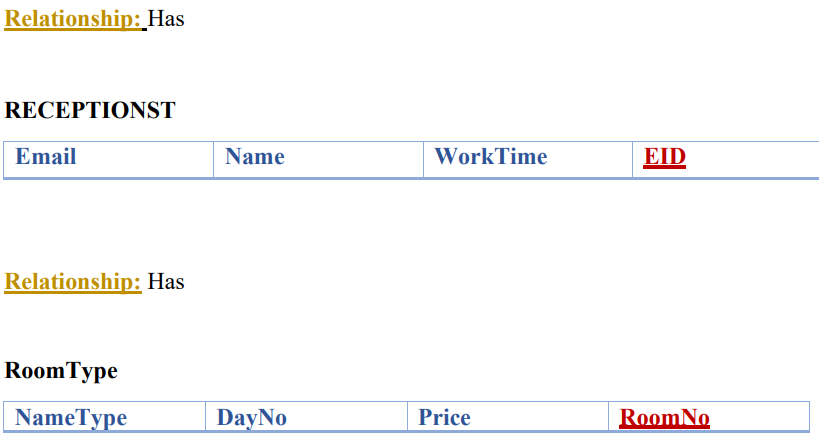 Relationship: Has
RECEPTIONST
Email Name WorkTime EID
Relationship: Has
RoomType
NameType DayNo Price RoomNo